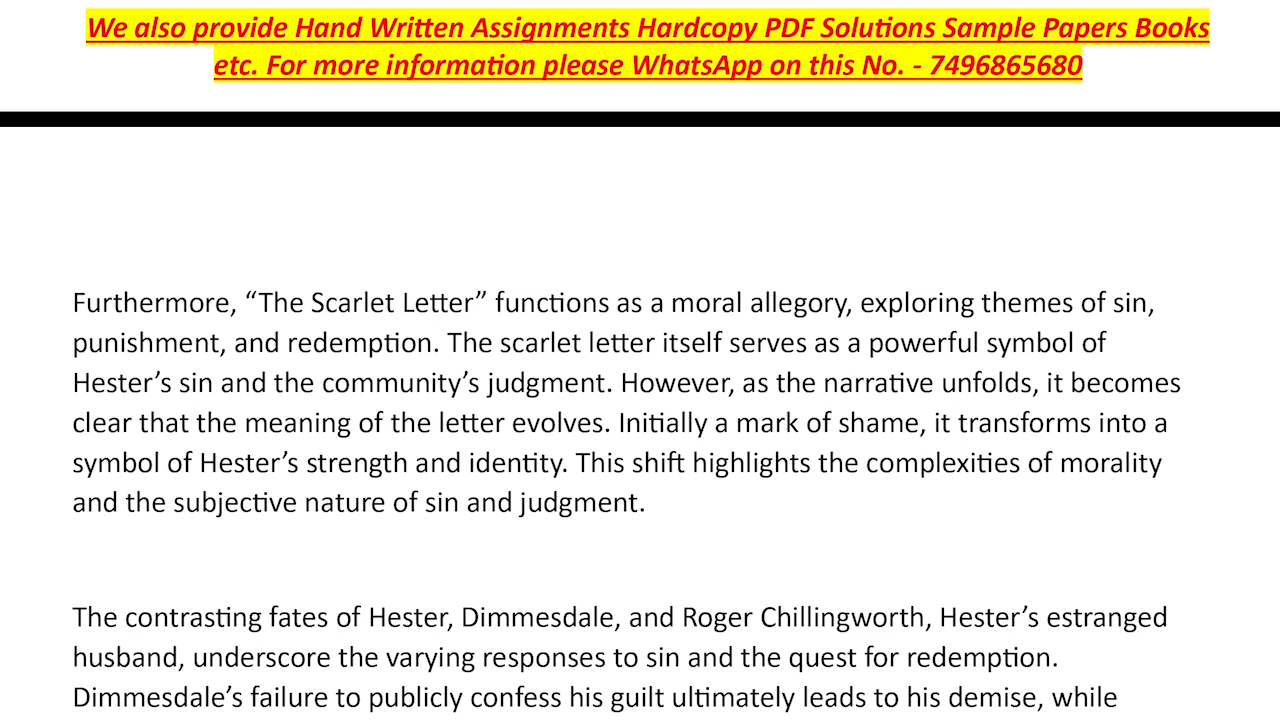 We also provide Hand Written Assignments Hardcopy PDF Solutions Sample Papers Books
etc. For more information please WhatsApp on this No. - 7496865680
Furthermore, “The Scarlet Letter” functions as a moral allegory, exploring themes of sin,
punishment, and redemption. The scarlet letter itself serves as a powerful symbol of
Hester’s sin and the community’s judgment. However, as the narrative unfolds, it becomes
clear that the meaning of the letter evolves. Initially a mark of shame, it transforms into a
symbol of Hester’s strength and identity. This shift highlights the complexities of morality
and the subjective nature of sin and judgment.
The contrasting fates of Hester, Dimmesdale, and Roger Chillingworth, Hester’s estranged
husband, underscore the varying responses to sin and the quest for redemption.
Dimmesdale’s failure to publicly confess his guilt ultimately leads to his demise, while